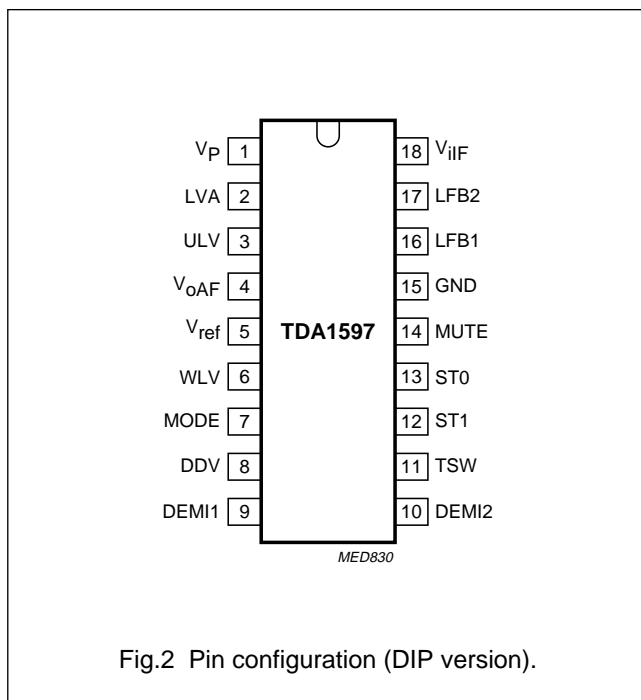 V_P 1
LVA 2
ULV 3
V_oAF 4
V_ref 5
WLV 6
MODE 7
DDV 8
DEMI1 9
TDA1597
18 V_iIF
17 LFB2
16 LFB1
15 GND
14 MUTE
13 ST0
12 ST1
11 TSW
10 DEMI2
MED830
Fig.2 Pin configuration (DIP version).